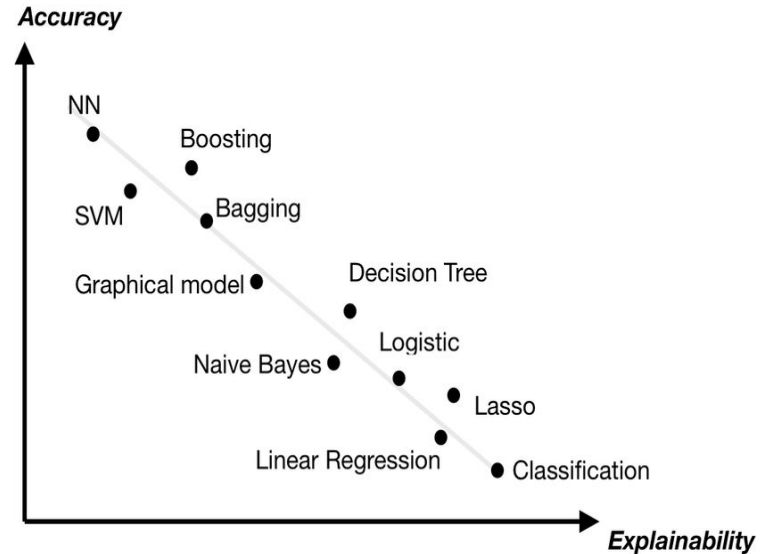 Accuracy
NN
Boosting
SVM
Bagging
Decision Tree
Graphical model
Logistic
Naive Bayes
Lasso
Linear Regression
Classification
Explainability